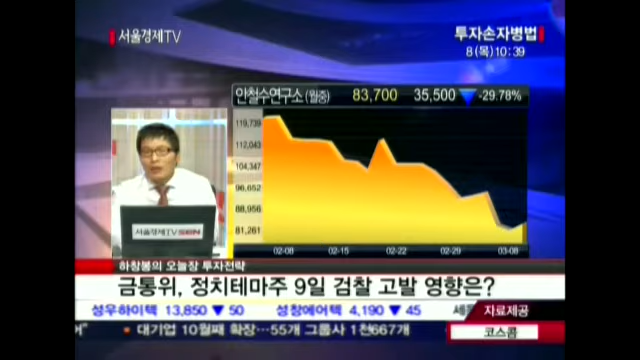 서울경제TV
투자손자병법
8(목) 10:39
안철수연구소 (월중) 83,700 35,500 ▼ -29.78%
119,739
112,043
104,347
96,652
88,956
81,261
02-08 02-15 02-22 02-29 03-08
서울경제TV SEN
하창봉의 오늘장 투자전략
금통위, 정치테마주 9일 검찰 고발 영향은?
성우하이텍 13,850 ▼ 50 성창에어텍 4,190 ▼ 45
자료제공
코스콤
대기업 10월째 확장…55개 그룹사 1천667개